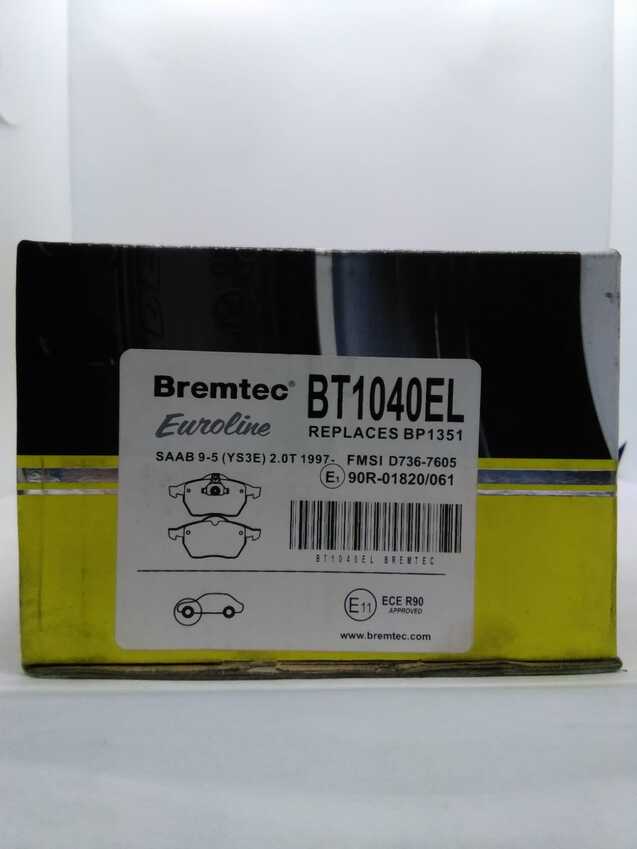 Bremtec® BT1040EL
Euroline REPLACES BP1351
SAAB 9-5 (YS3E) 2.0T 1997- FMSI D736-7605
E1 90R-01820/061
BT1040EL BREMTEC
E11 ECE R90
APPROVED
www.bremtec.com